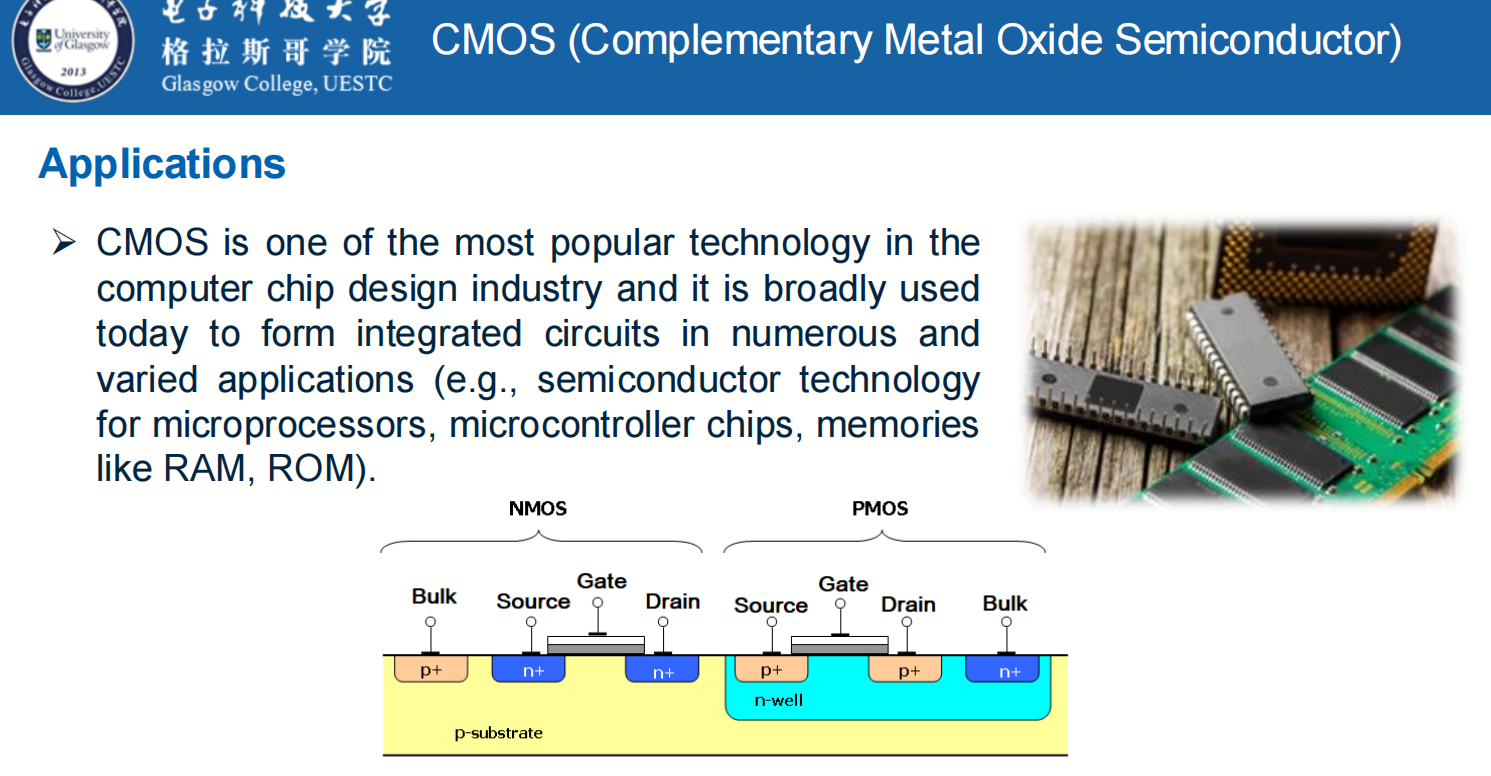 电子科技大学
格拉斯哥学院
Glasgow College, UESTC
University
of Glasgow
2013
Glasgow College, UESTC
CMOS (Complementary Metal Oxide Semiconductor)
Applications
➢ CMOS is one of the most popular technology in the
computer chip design industry and it is broadly used
today to form integrated circuits in numerous and
varied applications (e.g., semiconductor technology
for microprocessors, microcontroller chips, memories
like RAM, ROM).
NMOS
PMOS
Bulk
Source
Gate
Drain
Source
Gate
Drain
Bulk
p+
n+
n+
p+
p+
n+
n-well
p-substrate